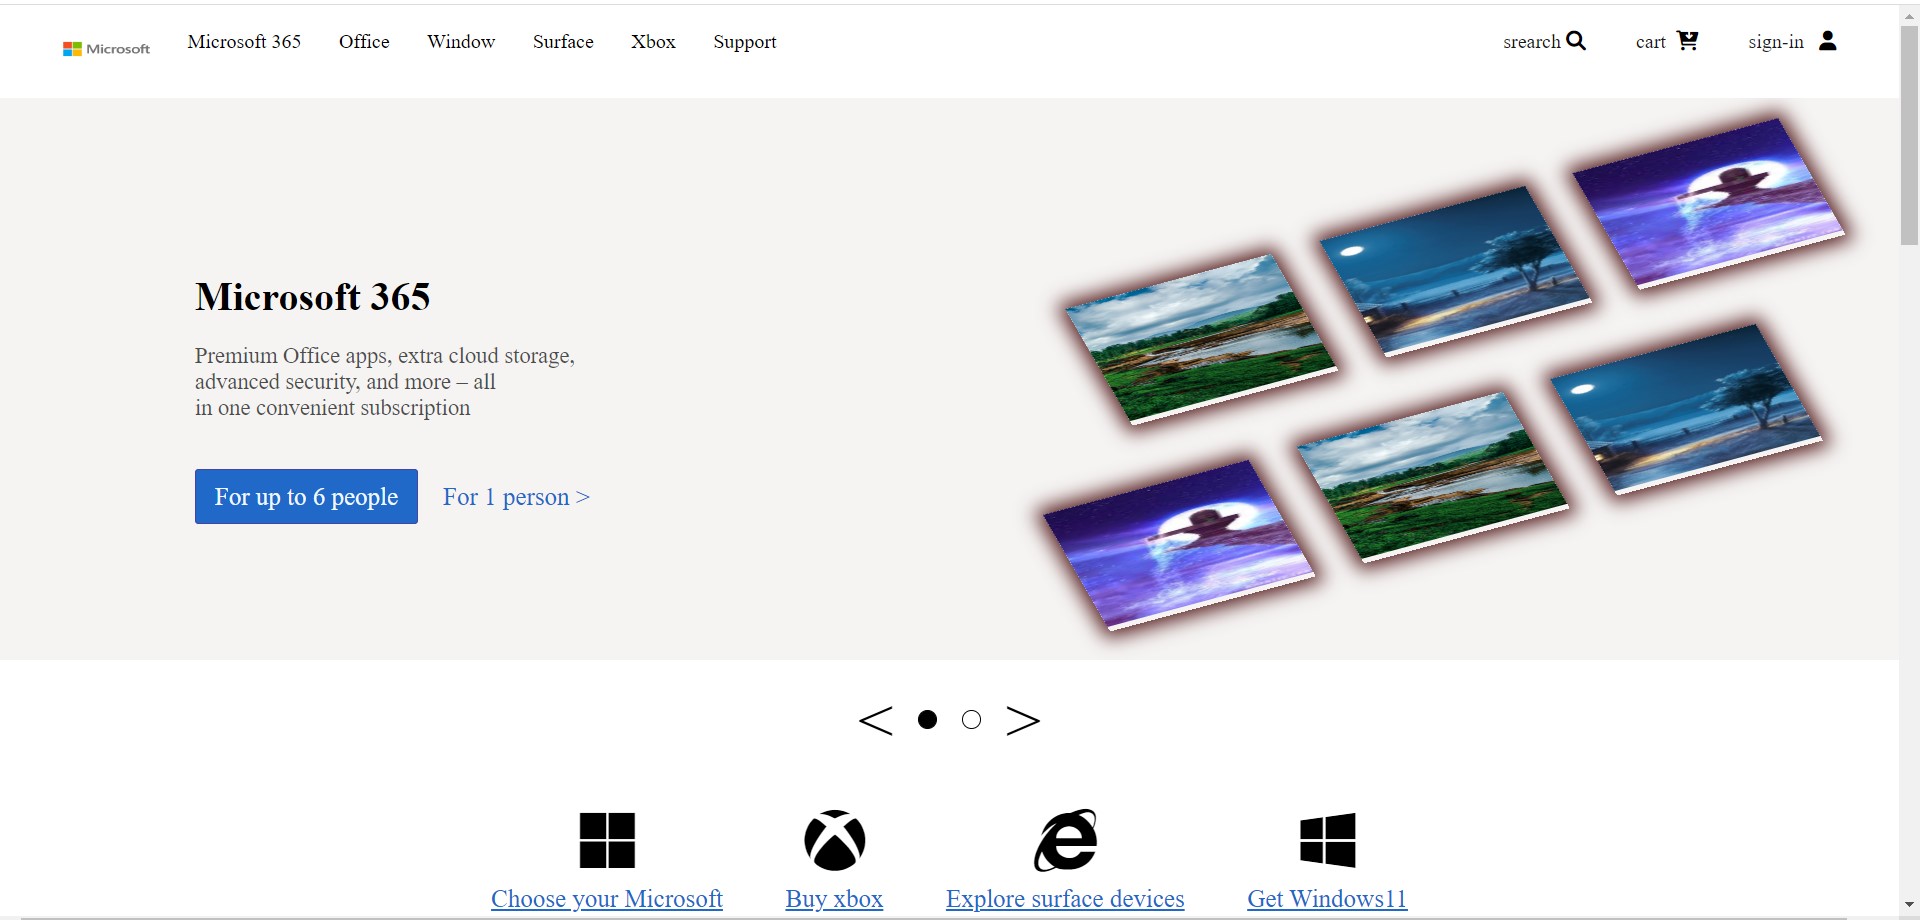 Microsoft Microsoft 365 Office Window Surface Xbox Support srearch cart sign-in
Microsoft 365
Premium Office apps, extra cloud storage,
advanced security, and more – all
in one convenient subscription
For up to 6 people For 1 person >
< >
Choose your Microsoft Buy xbox Explore surface devices Get Windows11